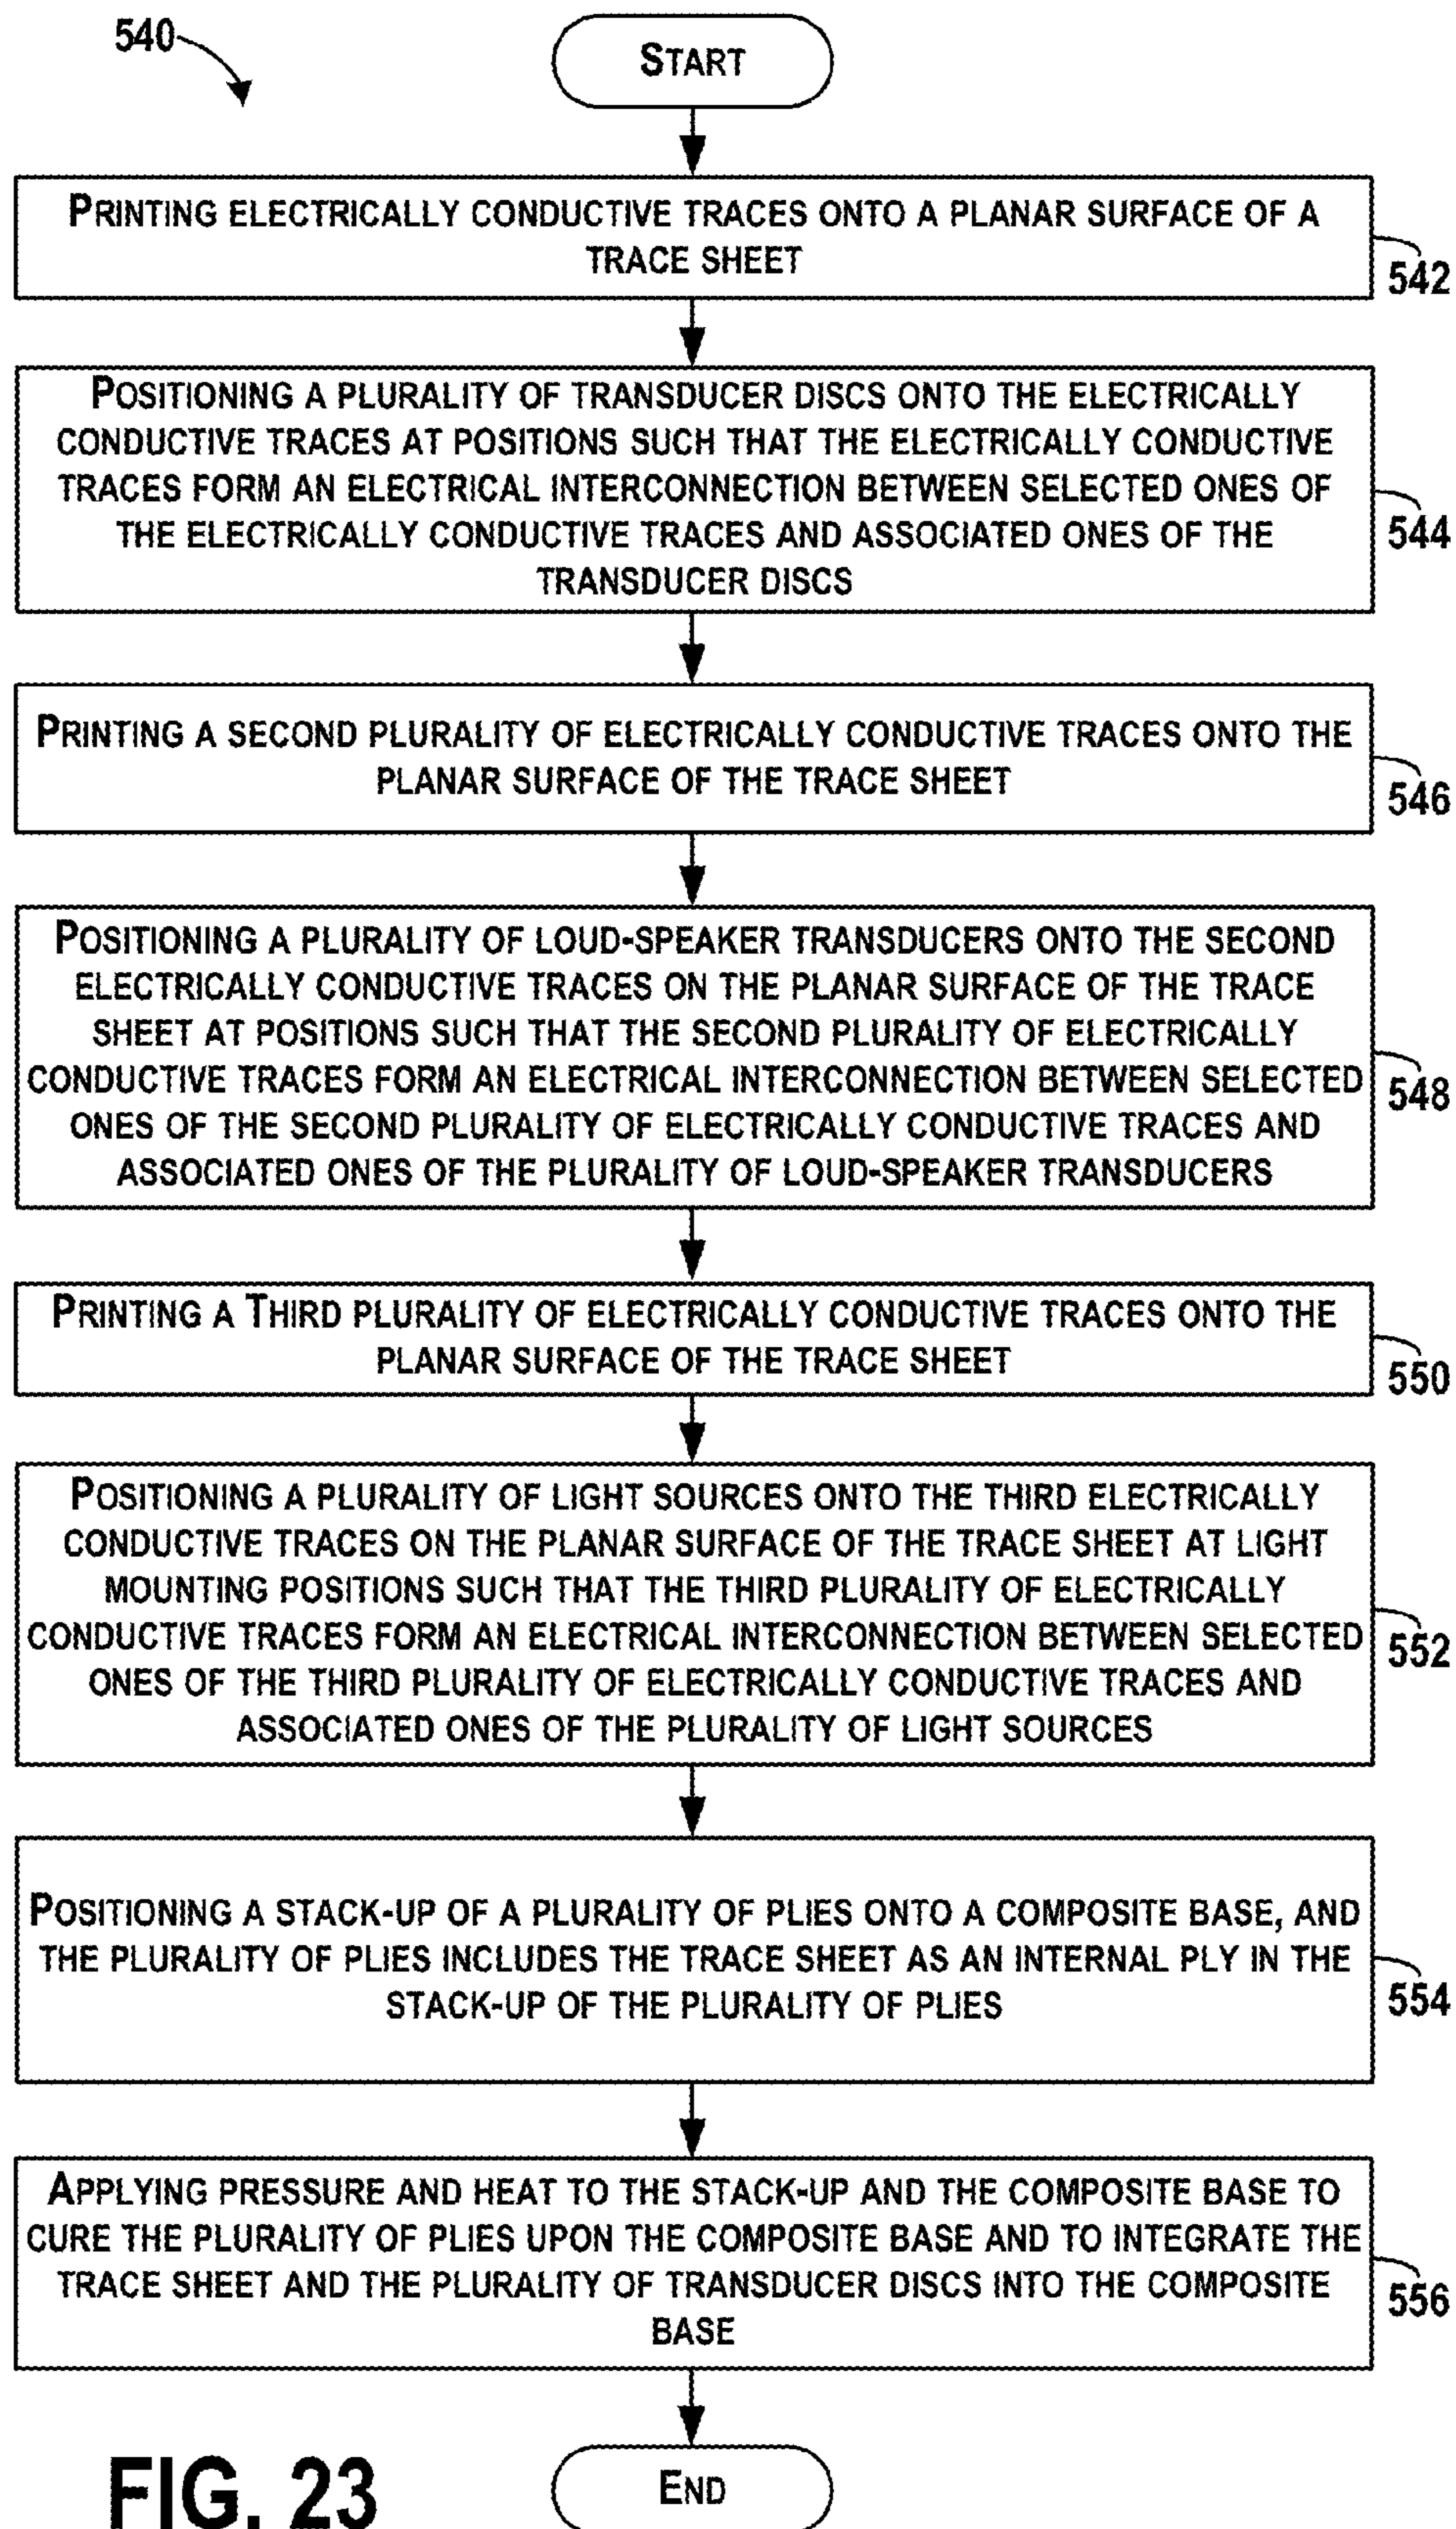 540
START
PRINTING ELECTRICALLY CONDUCTIVE TRACES ONTO A PLANAR SURFACE OF A
TRACE SHEET
542
POSITIONING A PLURALITY OF TRANSDUCER DISCS ONTO THE ELECTRICALLY
CONDUCTIVE TRACES AT POSITIONS SUCH THAT THE ELECTRICALLY CONDUCTIVE
TRACES FORM AN ELECTRICAL INTERCONNECTION BETWEEN SELECTED ONES OF
THE ELECTRICALLY CONDUCTIVE TRACES AND ASSOCIATED ONES OF THE
TRANSDUCER DISCS
544
PRINTING A SECOND PLURALITY OF ELECTRICALLY CONDUCTIVE TRACES ONTO THE
PLANAR SURFACE OF THE TRACE SHEET
546
POSITIONING A PLURALITY OF LOUD-SPEAKER TRANSDUCERS ONTO THE SECOND
ELECTRICALLY CONDUCTIVE TRACES ON THE PLANAR SURFACE OF THE TRACE
SHEET AT POSITIONS SUCH THAT THE SECOND PLURALITY OF ELECTRICALLY
CONDUCTIVE TRACES FORM AN ELECTRICAL INTERCONNECTION BETWEEN SELECTED
ONES OF THE SECOND PLURALITY OF ELECTRICALLY CONDUCTIVE TRACES AND
ASSOCIATED ONES OF THE PLURALITY OF LOUD-SPEAKER TRANSDUCERS
548
PRINTING A THIRD PLURALITY OF ELECTRICALLY CONDUCTIVE TRACES ONTO THE
PLANAR SURFACE OF THE TRACE SHEET
550
POSITIONING A PLURALITY OF LIGHT SOURCES ONTO THE THIRD ELECTRICALLY
CONDUCTIVE TRACES ON THE PLANAR SURFACE OF THE TRACE SHEET AT LIGHT
MOUNTING POSITIONS SUCH THAT THE THIRD PLURALITY OF ELECTRICALLY
CONDUCTIVE TRACES FORM AN ELECTRICAL INTERCONNECTION BETWEEN SELECTED
ONES OF THE THIRD PLURALITY OF ELECTRICALLY CONDUCTIVE TRACES AND
ASSOCIATED ONES OF THE PLURALITY OF LIGHT SOURCES
552
POSITIONING A STACK-UP OF A PLURALITY OF PLIES ONTO A COMPOSITE BASE, AND
THE PLURALITY OF PLIES INCLUDES THE TRACE SHEET AS AN INTERNAL PLY IN THE
STACK-UP OF THE PLURALITY OF PLIES
554
APPLYING PRESSURE AND HEAT TO THE STACK-UP AND THE COMPOSITE BASE TO
CURE THE PLURALITY OF PLIES UPON THE COMPOSITE BASE AND TO INTEGRATE THE
TRACE SHEET AND THE PLURALITY OF TRANSDUCER DISCS INTO THE COMPOSITE
BASE
556
END
FIG. 23